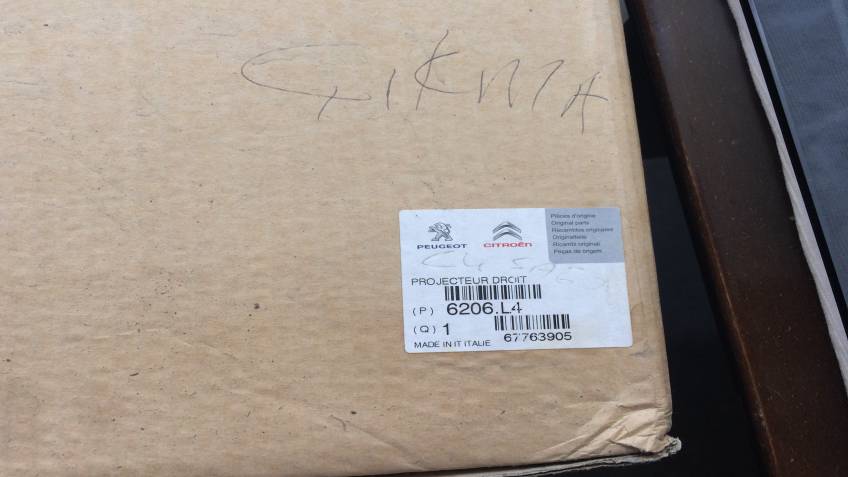 ÇIKMA
PEUGEOT
CITROËN
Pièces d'origine
Original parts
Recambios originales
Originalteile
Ricambi originali
Peças de origem
PROJECTEUR DROIT
(P) 6206.L4
(Q) 1
67763905
MADE IN IT ITALIE